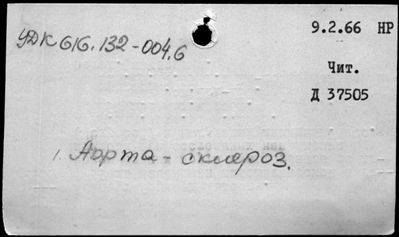 УДК 616.132-004.6
9.2.66 НР
Чит.
Д 37505
1. Аорта - склероз.